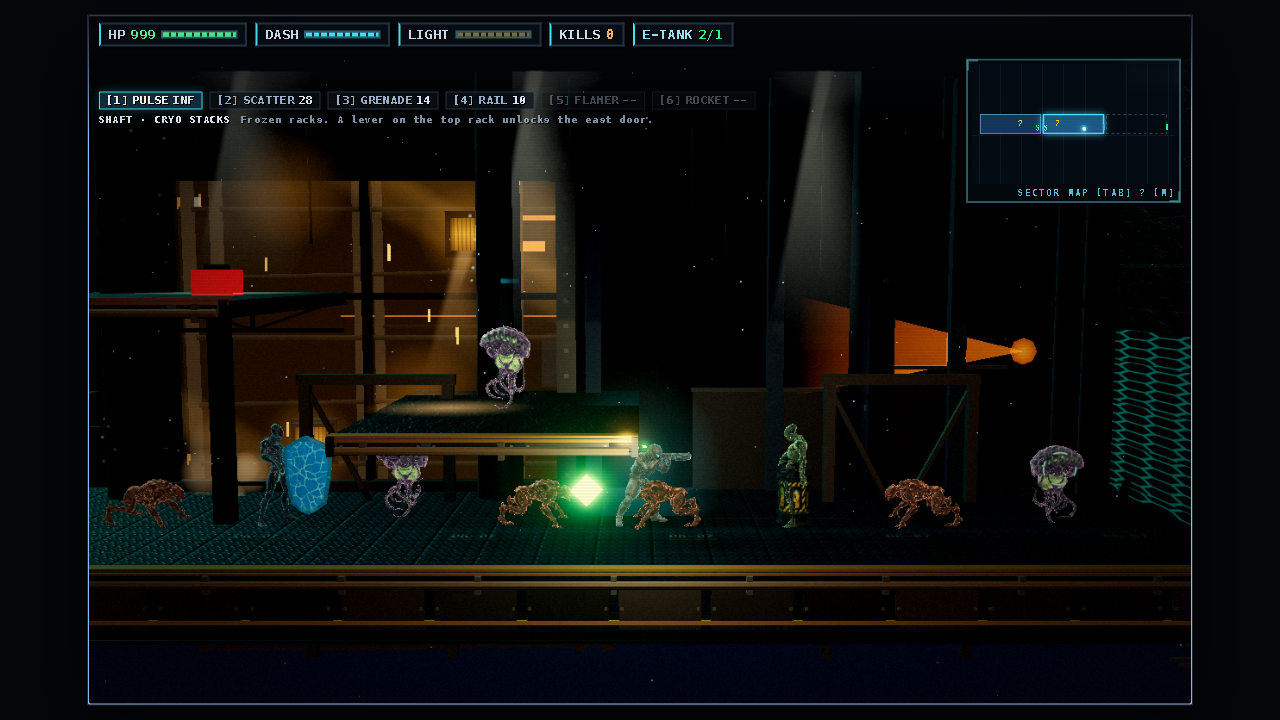 HP 999 DASH LIGHT KILLS 0 E-TANK 2/1
[1] PULSE INF [2] SCATTER 28 [3] GRENADE 14 [4] RAIL 10 [5] FLAMER -- [6] ROCKET --
SHAFT · CRYO STACKS Frozen racks. A lever on the top rack unlocks the east door.
? ?
SECTOR MAP [TAB] ? [M]